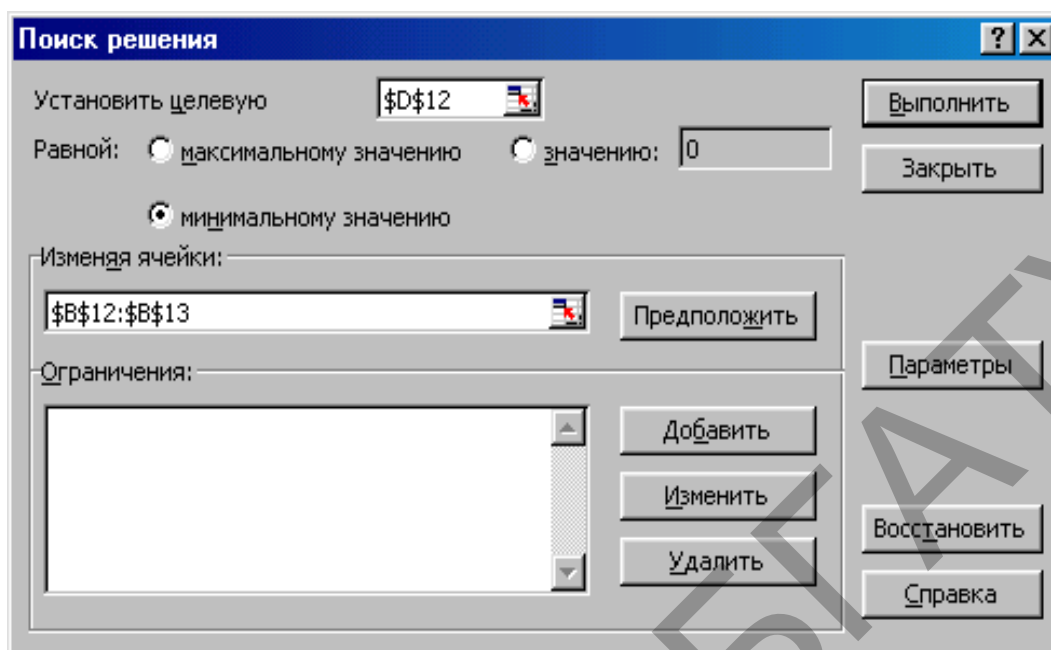 Поиск решения
Установить целевую $D$12
Выполнить
Равной: максимальному значению значению: 0
Закрыть
минимальному значению
Изменяя ячейки:
$B$12:$B$13
Предположить
Параметры
Ограничения:
Добавить
Изменить
Удалить
Восстановить
Справка
БГАТУ